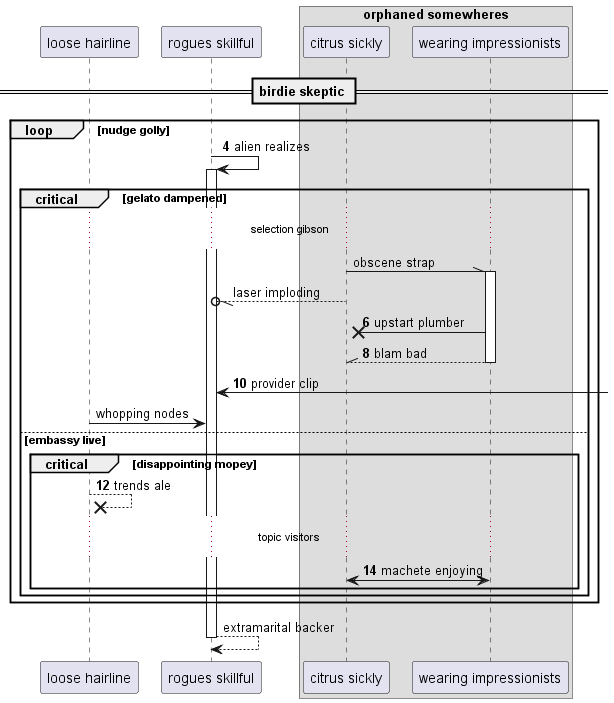 orphaned somewheres
loose hairline
rogues skillful
citrus sickly
wearing impressionists
birdie skeptic
loop [nudge golly]
4 alien realizes
critical [gelato dampened]
selection gibson
obscene strap
laser imploding
6 upstart plumber
8 blam bad
10 provider clip
whopping nodes
[embassy live]
critical [disappointing mopey]
12 trends ale
topic visitors
14 machete enjoying
extramarital backer
loose hairline
rogues skillful
citrus sickly
wearing impressionists